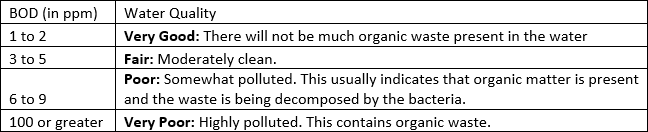 BOD (in ppm) Water Quality
1 to 2 Very Good: There will not be much organic waste present in the water
3 to 5 Fair: Moderately clean.
6 to 9 Poor: Somewhat polluted. This usually indicates that organic matter is present
and the waste is being decomposed by the bacteria.
100 or greater Very Poor: Highly polluted. This contains organic waste.